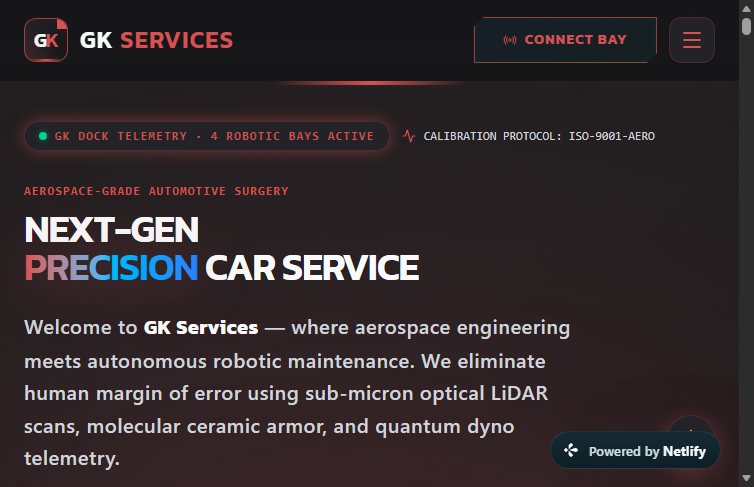 GK
GK SERVICES
CONNECT BAY
GK DOCK TELEMETRY · 4 ROBOTIC BAYS ACTIVE
CALIBRATION PROTOCOL: ISO-9001-AERO
AEROSPACE-GRADE AUTOMOTIVE SURGERY
NEXT-GEN
PRECISION CAR SERVICE
Welcome to GK Services — where aerospace engineering
meets autonomous robotic maintenance. We eliminate
human margin of error using sub-micron optical LiDAR
scans, molecular ceramic armor, and quantum dyno
telemetry.
Powered by Netlify